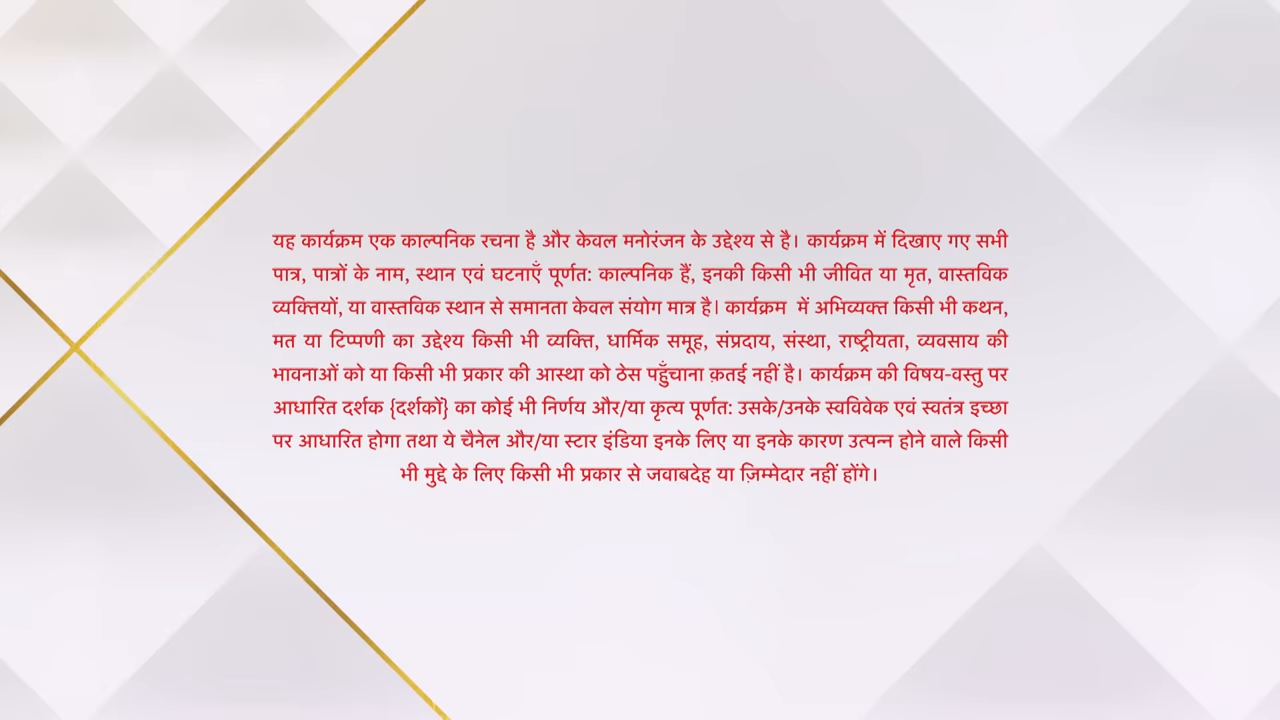 यह कार्यक्रम एक काल्पनिक रचना है और केवल मनोरंजन के उद्देश्य से है। कार्यक्रम में दिखाए गए सभी
पात्र, पात्रों के नाम, स्थान एवं घटनाएँ पूर्णत: काल्पनिक हैं, इनकी किसी भी जीवित या मृत, वास्तविक
व्यक्तियों, या वास्तविक स्थान से समानता केवल संयोग मात्र है। कार्यक्रम  में अभिव्यक्त किसी भी कथन,
मत या टिप्पणी का उद्देश्य किसी भी व्यक्ति, धार्मिक समूह, संप्रदाय, संस्था, राष्ट्रीयता, व्यवसाय की
भावनाओं को या किसी भी प्रकार की आस्था को ठेस पहुँचाना क़तई नहीं है। कार्यक्रम की विषय-वस्तु पर
आधारित दर्शक {दर्शकों} का कोई भी निर्णय और/या कृत्य पूर्णत: उसके/उनके स्वविवेक एवं स्वतंत्र इच्छा
पर आधारित होगा तथा ये चैनेल और/या स्टार इंडिया इनके लिए या इनके कारण उत्पन्न होने वाले किसी
भी मुद्दे के लिए किसी भी प्रकार से जवाबदेह या ज़िम्मेदार नहीं होंगे।